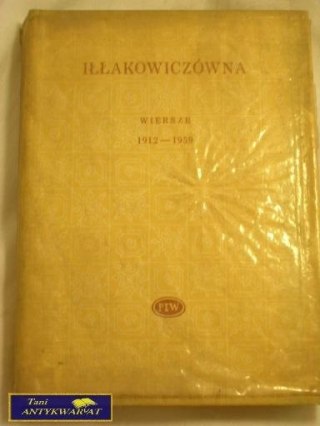 IŁŁAKOWICZÓWNA
WIERSZE
1912—1959
PIW
Tani
ANTYKWARIAT